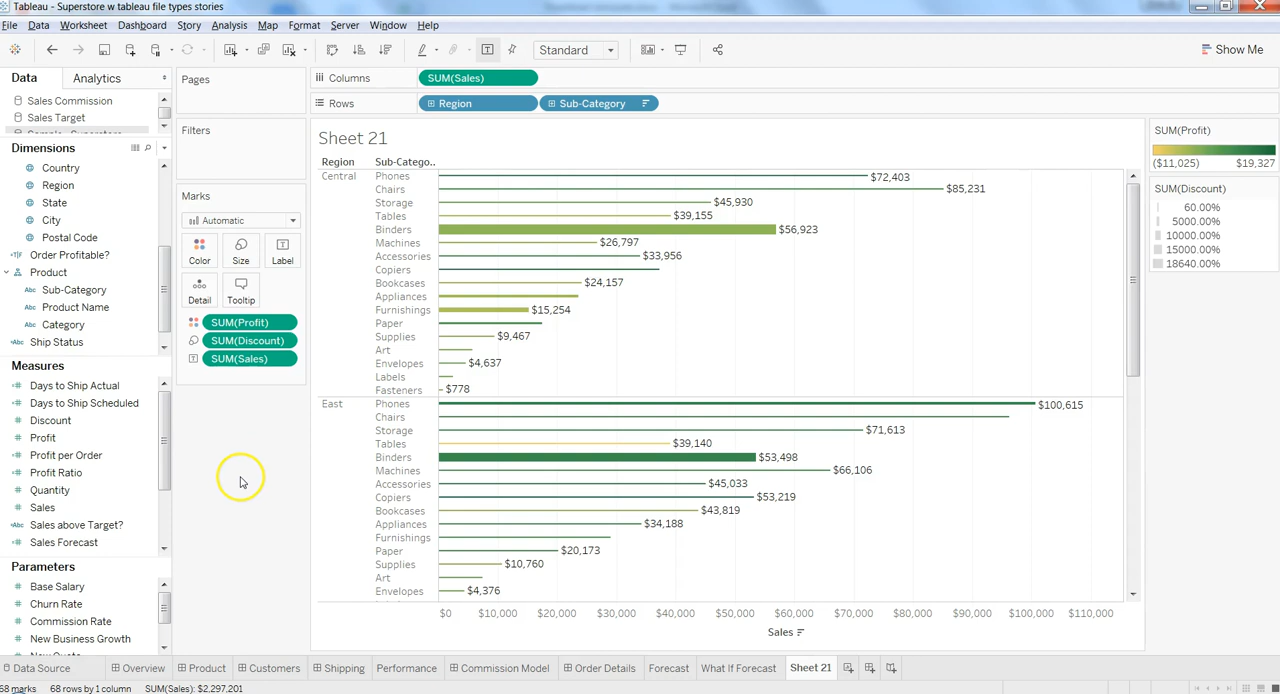 Tableau - Superstore w tableau file types stories
File Data Worksheet Dashboard Story Analysis Map Format Server Window Help
Standard
Show Me
Data Analytics
Sales Commission
Sales Target
Sample - Superstore
Dimensions
Country
Region
State
City
Postal Code
Order Profitable?
Product
Sub-Category
Product Name
Category
Ship Status
Measures
Days to Ship Actual
Days to Ship Scheduled
Discount
Profit
Profit per Order
Profit Ratio
Quantity
Sales
Sales above Target?
Sales Forecast
Parameters
Base Salary
Churn Rate
Commission Rate
New Business Growth
Pages
Filters
Marks
Automatic
Color Size Label
Detail Tooltip
SUM(Profit)
SUM(Discount)
SUM(Sales)
Columns SUM(Sales)
Rows Region Sub-Category
Sheet 21
Region Sub-Catego..
Central Phones $72,403
Chairs $85,231
Storage $45,930
Tables $39,155
Binders $56,923
Machines $26,797
Accessories $33,956
Copiers
Bookcases $24,157
Appliances
Furnishings $15,254
Paper
Supplies $9,467
Art
Envelopes $4,637
Labels
Fasteners $778
East Phones $100,615
Chairs
Storage $71,613
Tables $39,140
Binders $53,498
Machines $66,106
Accessories $45,033
Copiers $53,219
Bookcases $43,819
Appliances $34,188
Furnishings
Paper $20,173
Supplies $10,760
Art
Envelopes $4,376
$0 $10,000 $20,000 $30,000 $40,000 $50,000 $60,000 $70,000 $80,000 $90,000 $100,000 $110,000
Sales
SUM(Profit)
($11,025) $19,327
SUM(Discount)
60.00%
5000.00%
10000.00%
15000.00%
18640.00%
Data Source Overview Product Customers Shipping Performance Commission Model Order Details Forecast What If Forecast Sheet 21
68 marks 68 rows by 1 column SUM(Sales): $2,297,201